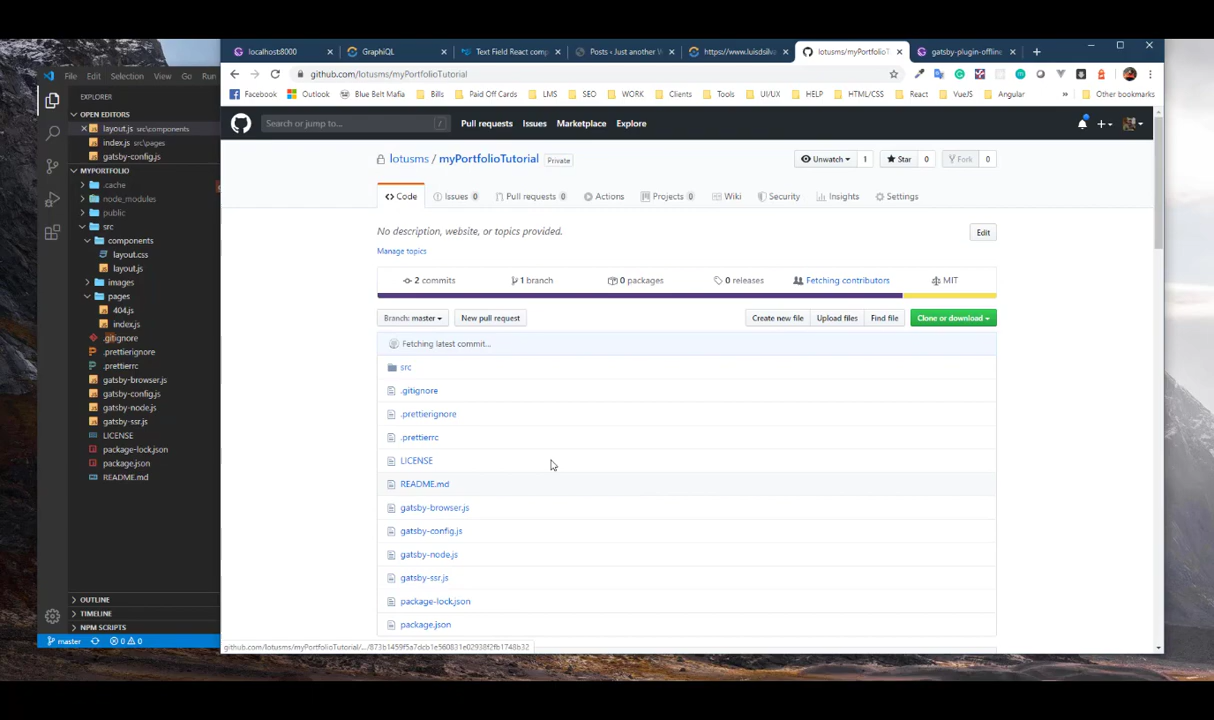 localhost:8000
GraphiQL
Text Field React comp
Posts ‹ Just another W
https://www.luisdsilva
lotusms/myPortfolioT
gatsby-plugin-offline
File Edit Selection View Go Run
github.com/lotusms/myPortfolioTutorial
EXPLORER
Facebook Outlook Blue Belt Mafia Bills Paid Off Cards LMS SEO WORK Clients Tools UI/UX HELP HTML/CSS React VueJS Angular » Other bookmarks
OPEN EDITORS
layout.js src\components
index.js src\pages
gatsby-config.js
MYPORTFOLIO
.cache
node_modules
public
src
components
layout.css
layout.js
images
pages
404.js
index.js
.gitignore
.prettierignore
.prettierrc
gatsby-browser.js
gatsby-config.js
gatsby-node.js
gatsby-ssr.js
LICENSE
package-lock.json
package.json
README.md
OUTLINE
TIMELINE
NPM SCRIPTS
master 0 0
Search or jump to... /
Pull requests Issues Marketplace Explore
lotusms / myPortfolioTutorial Private
Unwatch 1 Star 0 Fork 0
Code Issues 0 Pull requests 0 Actions Projects 0 Wiki Security Insights Settings
No description, website, or topics provided.
Edit
Manage topics
2 commits 1 branch 0 packages 0 releases Fetching contributors MIT
Branch: master New pull request Create new file Upload files Find file Clone or download
Fetching latest commit...
src
.gitignore
.prettierignore
.prettierrc
LICENSE
README.md
gatsby-browser.js
gatsby-config.js
gatsby-node.js
gatsby-ssr.js
package-lock.json
package.json